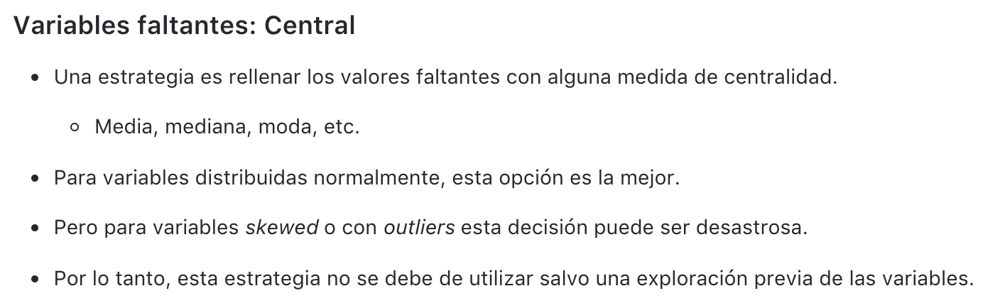 Variables faltantes: Central
• Una estrategia es rellenar los valores faltantes con alguna medida de centralidad.
◦ Media, mediana, moda, etc.
• Para variables distribuidas normalmente, esta opción es la mejor.
• Pero para variables skewed o con outliers esta decisión puede ser desastrosa.
• Por lo tanto, esta estrategia no se debe de utilizar salvo una exploración previa de las variables.